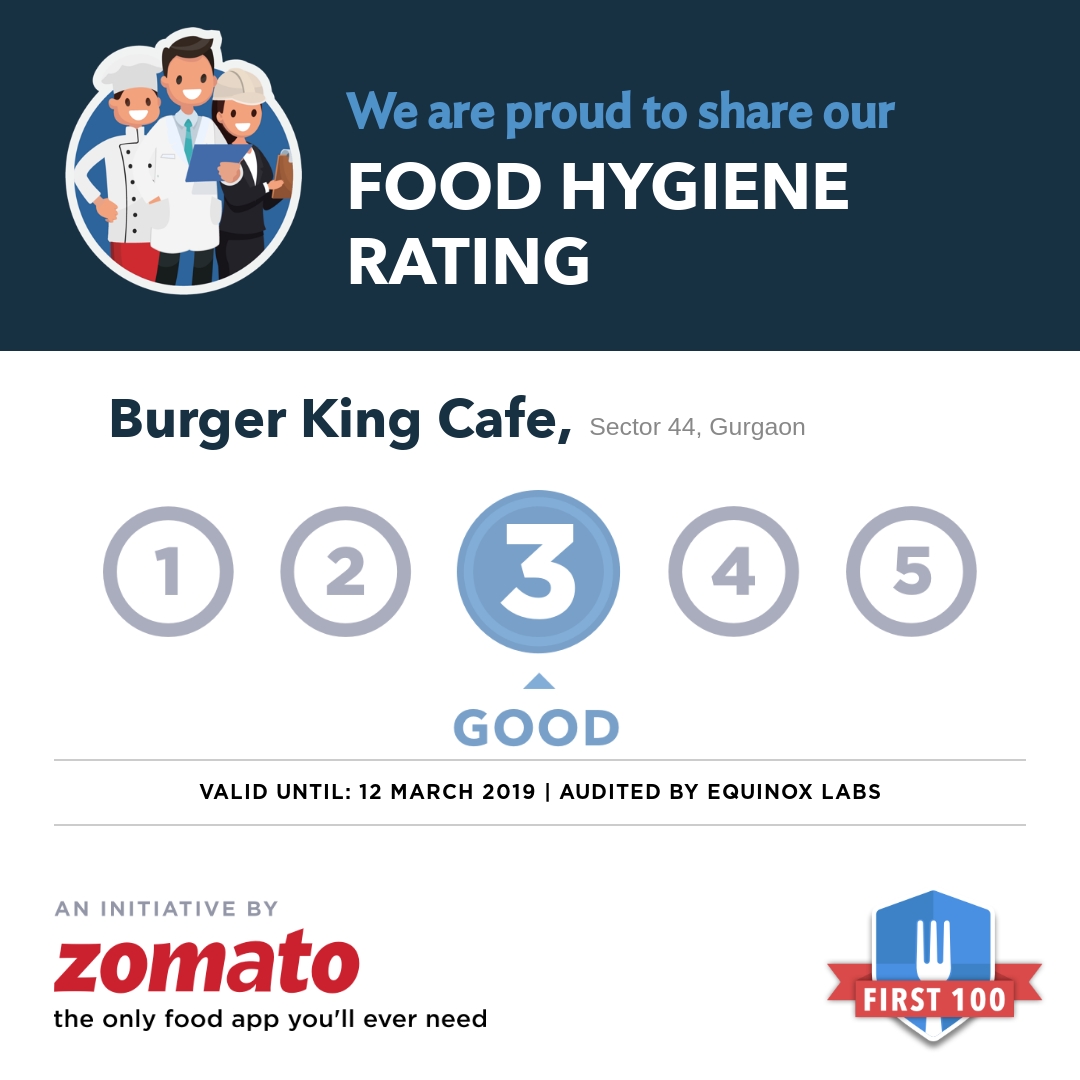 We are proud to share our
FOOD HYGIENE
RATING
Burger King Cafe, Sector 44, Gurgaon
1 2 3 4 5
GOOD
VALID UNTIL: 12 MARCH 2019 | AUDITED BY EQUINOX LABS
AN INITIATIVE BY
zomato
the only food app you'll ever need
FIRST 100